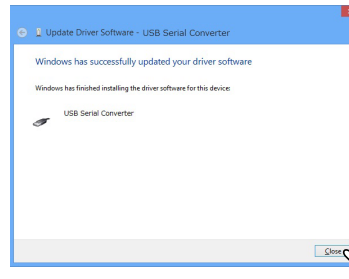 Update Driver Software - USB Serial Converter
Windows has successfully updated your driver software
Windows has finished installing the driver software for this device:
USB Serial Converter
Close